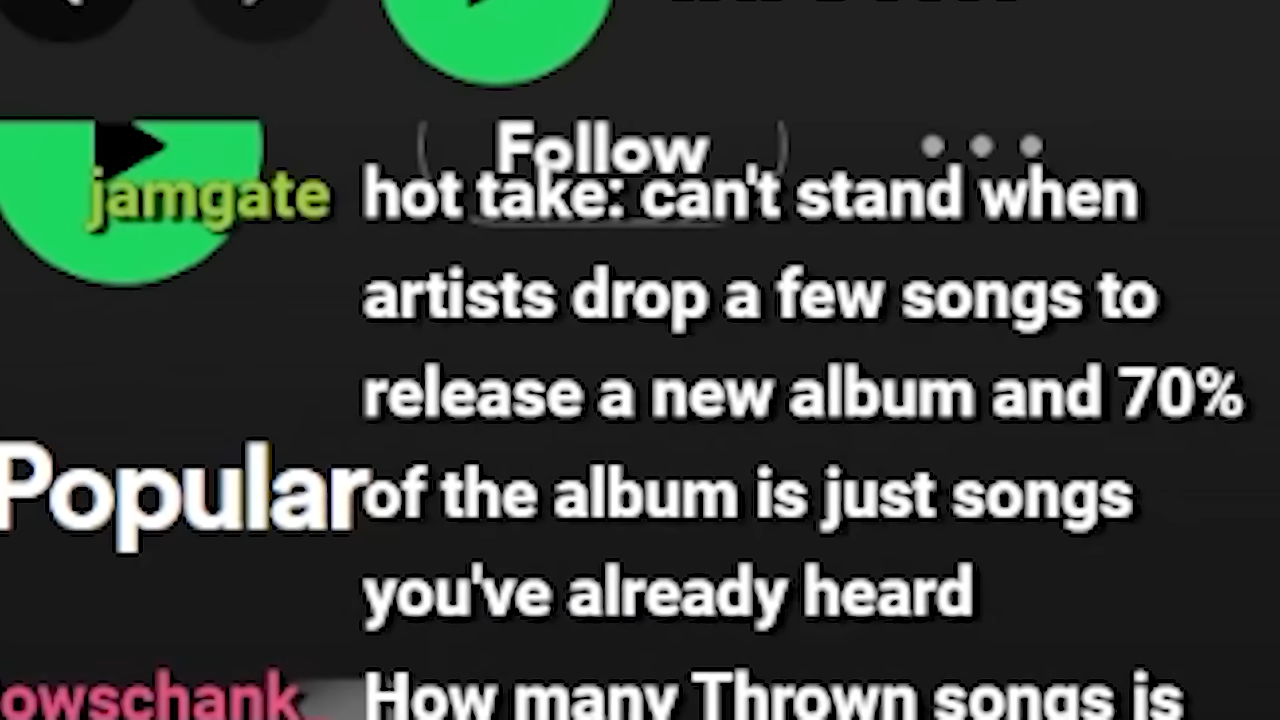 Follow
jamgate hot take: can't stand when
artists drop a few songs to
release a new album and 70%
Popular of the album is just songs
you've already heard
owschank_ How many Thrown songs is